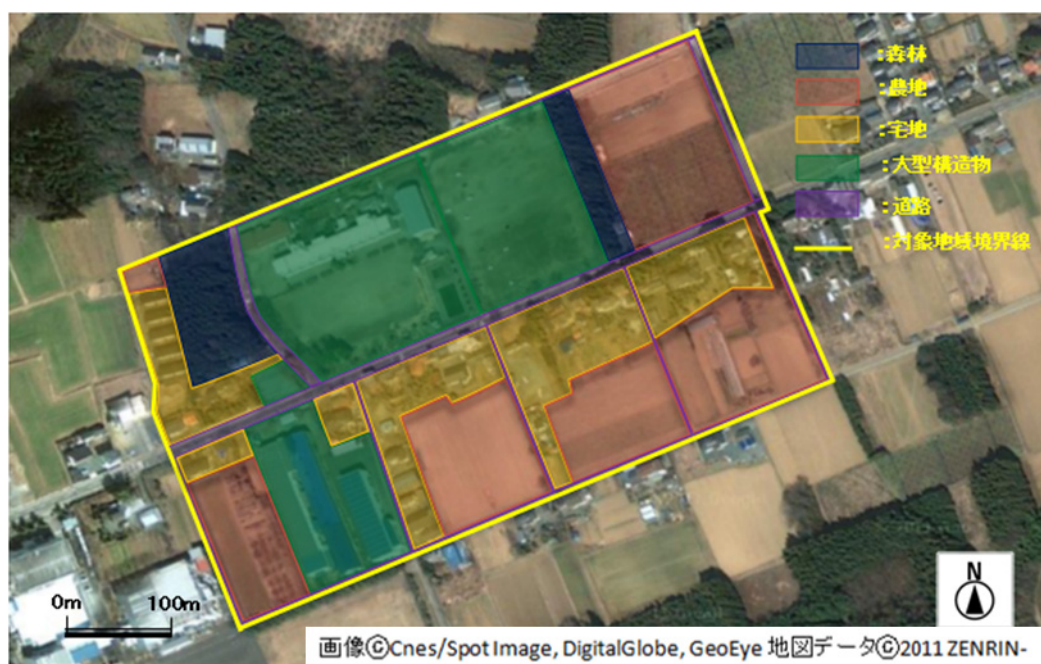 :森林
:農地
:宅地
:大型構造物
:道路
:対象地域境界線
0m 100m
N
画像©Cnes/Spot Image, DigitalGlobe, GeoEye 地図データ©2011 ZENRIN-